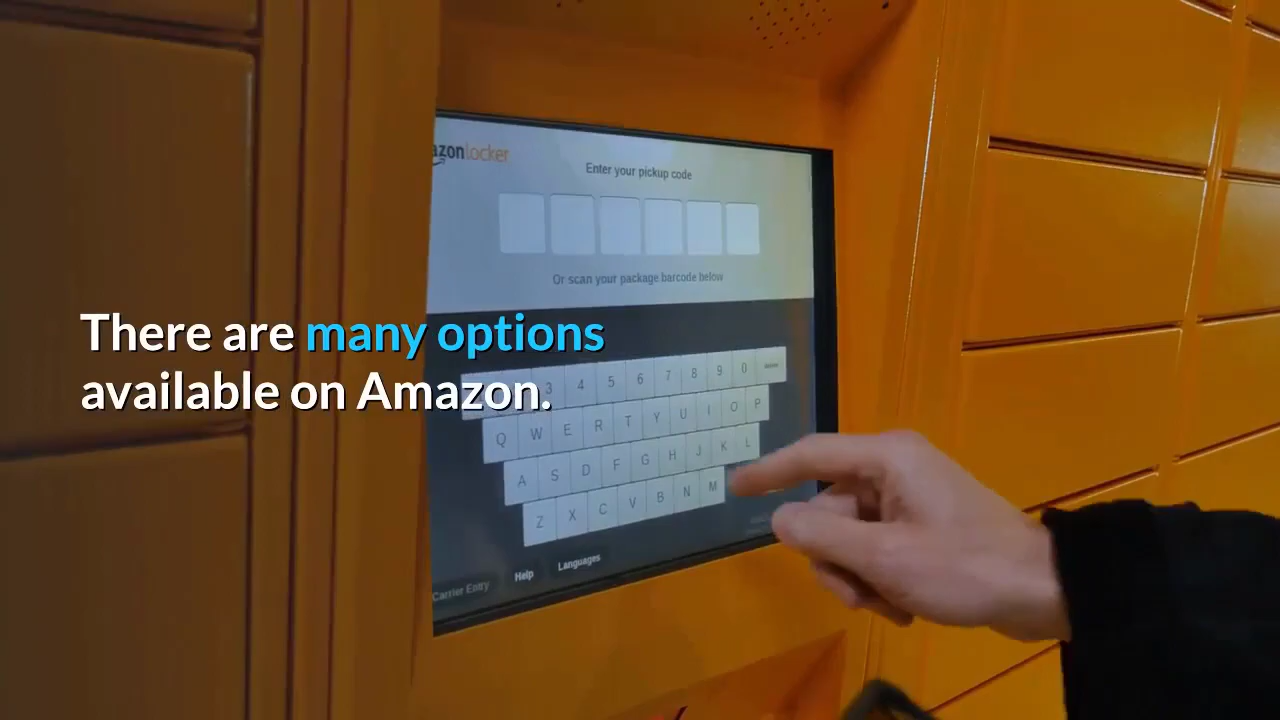 azonlocker
Enter your pickup code
Or scan your package barcode below
There are many options
available on Amazon.
3 4 5 6 7 8 9 0
Q W E R T Y U I O P
A S D F G H J K L
Z X C V B N M
Carrier Entry Help Languages